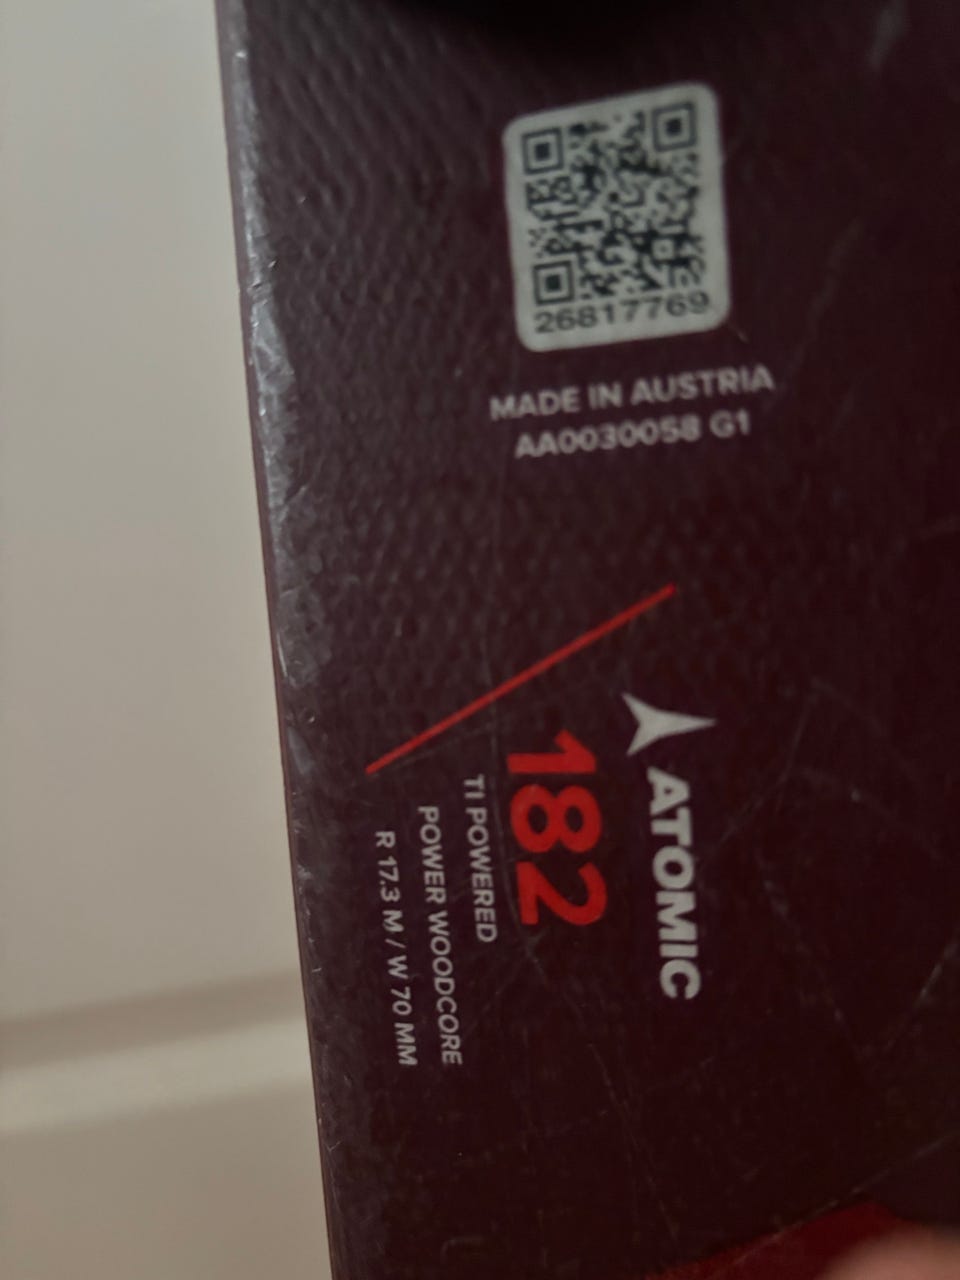 26817769
MADE IN AUSTRIA
AA0030058 G1
ATOMIC
182
TI POWERED
POWER WOODCORE
R 17.3 M / W 70 MM